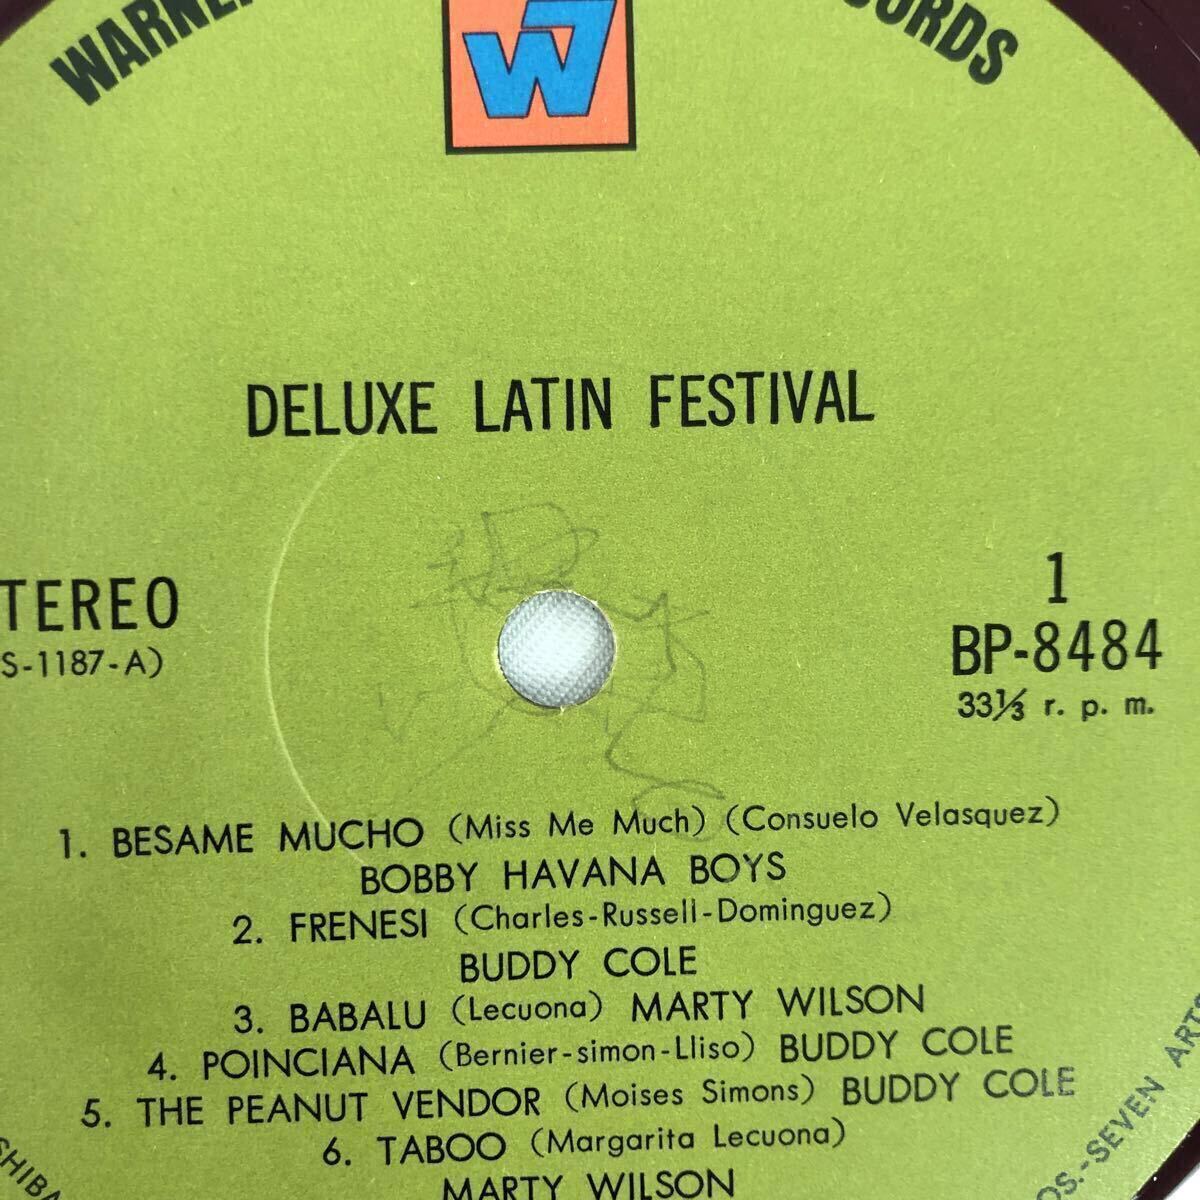 WARNER
ORDS
W7
DELUXE LATIN FESTIVAL
TEREO
S-1187-A)
1
BP-8484
33⅓ r. p. m.
1. BESAME MUCHO (Miss Me Much) (Consuelo Velasquez)
BOBBY HAVANA BOYS
2. FRENESI (Charles-Russell-Dominguez)
BUDDY COLE
3. BABALU (Lecuona) MARTY WILSON
4. POINCIANA (Bernier-simon-Lliso) BUDDY COLE
5. THE PEANUT VENDOR (Moises Simons) BUDDY COLE
6. TABOO (Margarita Lecuona)
MARTY WILSON
SHIBA
OS.-SEVEN ART